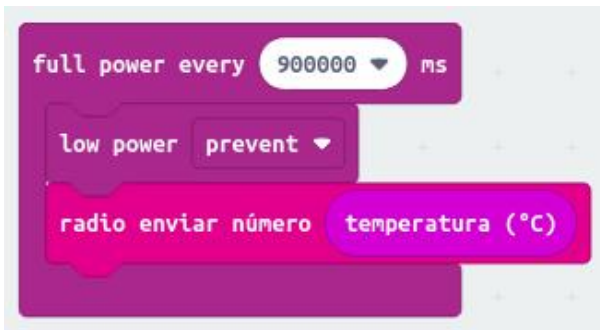 full power every 900000 ms
low power prevent
radio enviar número temperatura (°C)